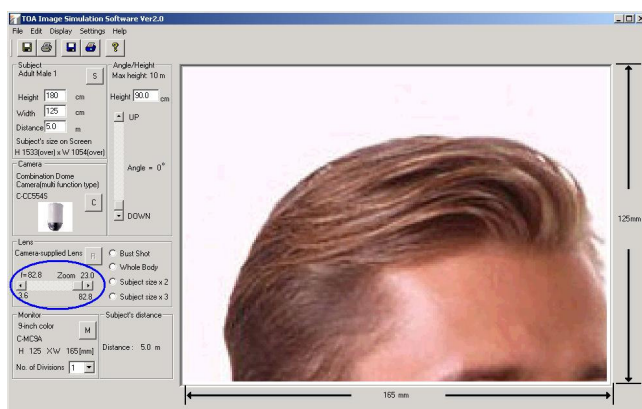 TOA Image Simulation Software Ver2.0
File Edit Display Settings Help
Subject
Adult Male 1
S
Height 180 cm
Width 125 cm
Distance 5.0 m
Subject's size on Screen
H 1533(over) x W 1054(over)
Angle/Height
Max height: 10 m
Height 90.0 cm
UP
Angle = 0°
DOWN
Camera
Combination Dome
Camera(multi function type)
C-CC554S
C
Lens
Camera-supplied Lens
R
f=82.8 Zoom 23.0
3.6 82.8
Bust Shot
Whole Body
Subject size x 2
Subject size x 3
Monitor
9-inch color
C-MC9A
M
H 125 X W 165[mm]
No. of Divisions 1
Subject's distance
Distance : 5.0 m
125mm
165 mm